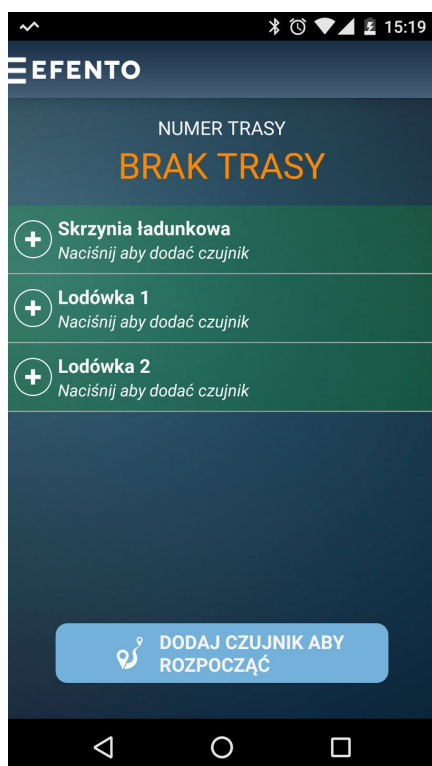 15:19
EFENTO
NUMER TRASY
BRAK TRASY
Skrzynia ładunkowa
Naciśnij aby dodać czujnik
Lodówka 1
Naciśnij aby dodać czujnik
Lodówka 2
Naciśnij aby dodać czujnik
DODAJ CZUJNIK ABY
ROZPOCZĄĆ